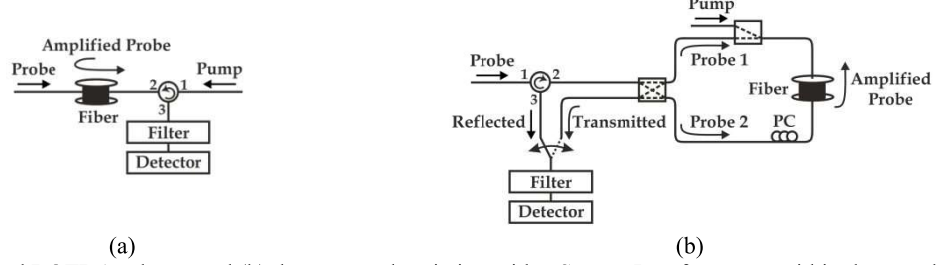 (a)
Amplified Probe
Probe
Pump
2
1
3
Fiber
Filter
Detector
(a)
Pump
Probe 1
Probe
1
2
3
Fiber
Amplified
Probe
Reflected
Transmitted
Probe 2
PC
Filter
Detector
(b)
(b)